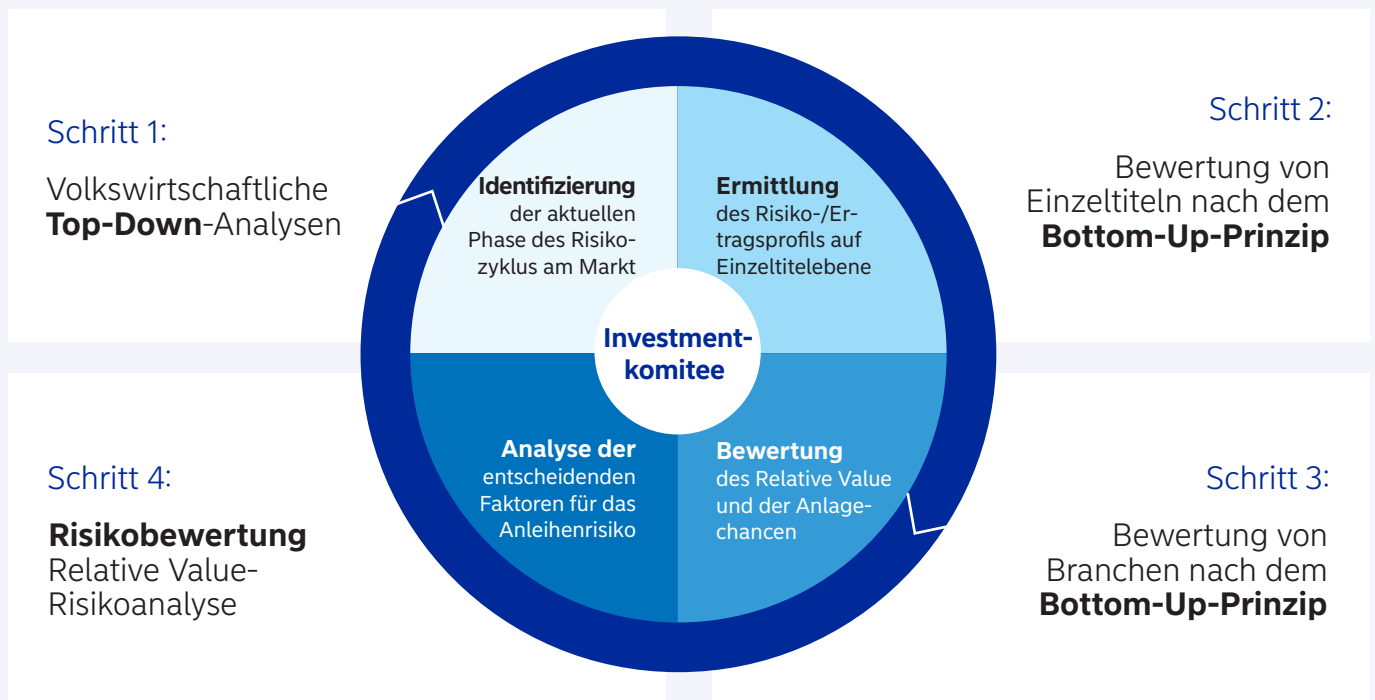 Schritt 1:
Volkswirtschaftliche
Top-Down-Analysen
Identifizierung
der aktuellen
Phase des Risiko-
zyklus am Markt
Ermittlung
des Risiko-/Er-
tragsprofils auf
Einzeltitelebene
Schritt 2:
Bewertung von
Einzeltiteln nach dem
Bottom-Up-Prinzip
Investment-
komitee
Schritt 4:
Risikobewertung
Relative Value-
Risikoanalyse
Analyse der
entscheidenden
Faktoren für das
Anleihenrisiko
Bewertung
des Relative Value
und der Anlage-
chancen
Schritt 3:
Bewertung von
Branchen nach dem
Bottom-Up-Prinzip